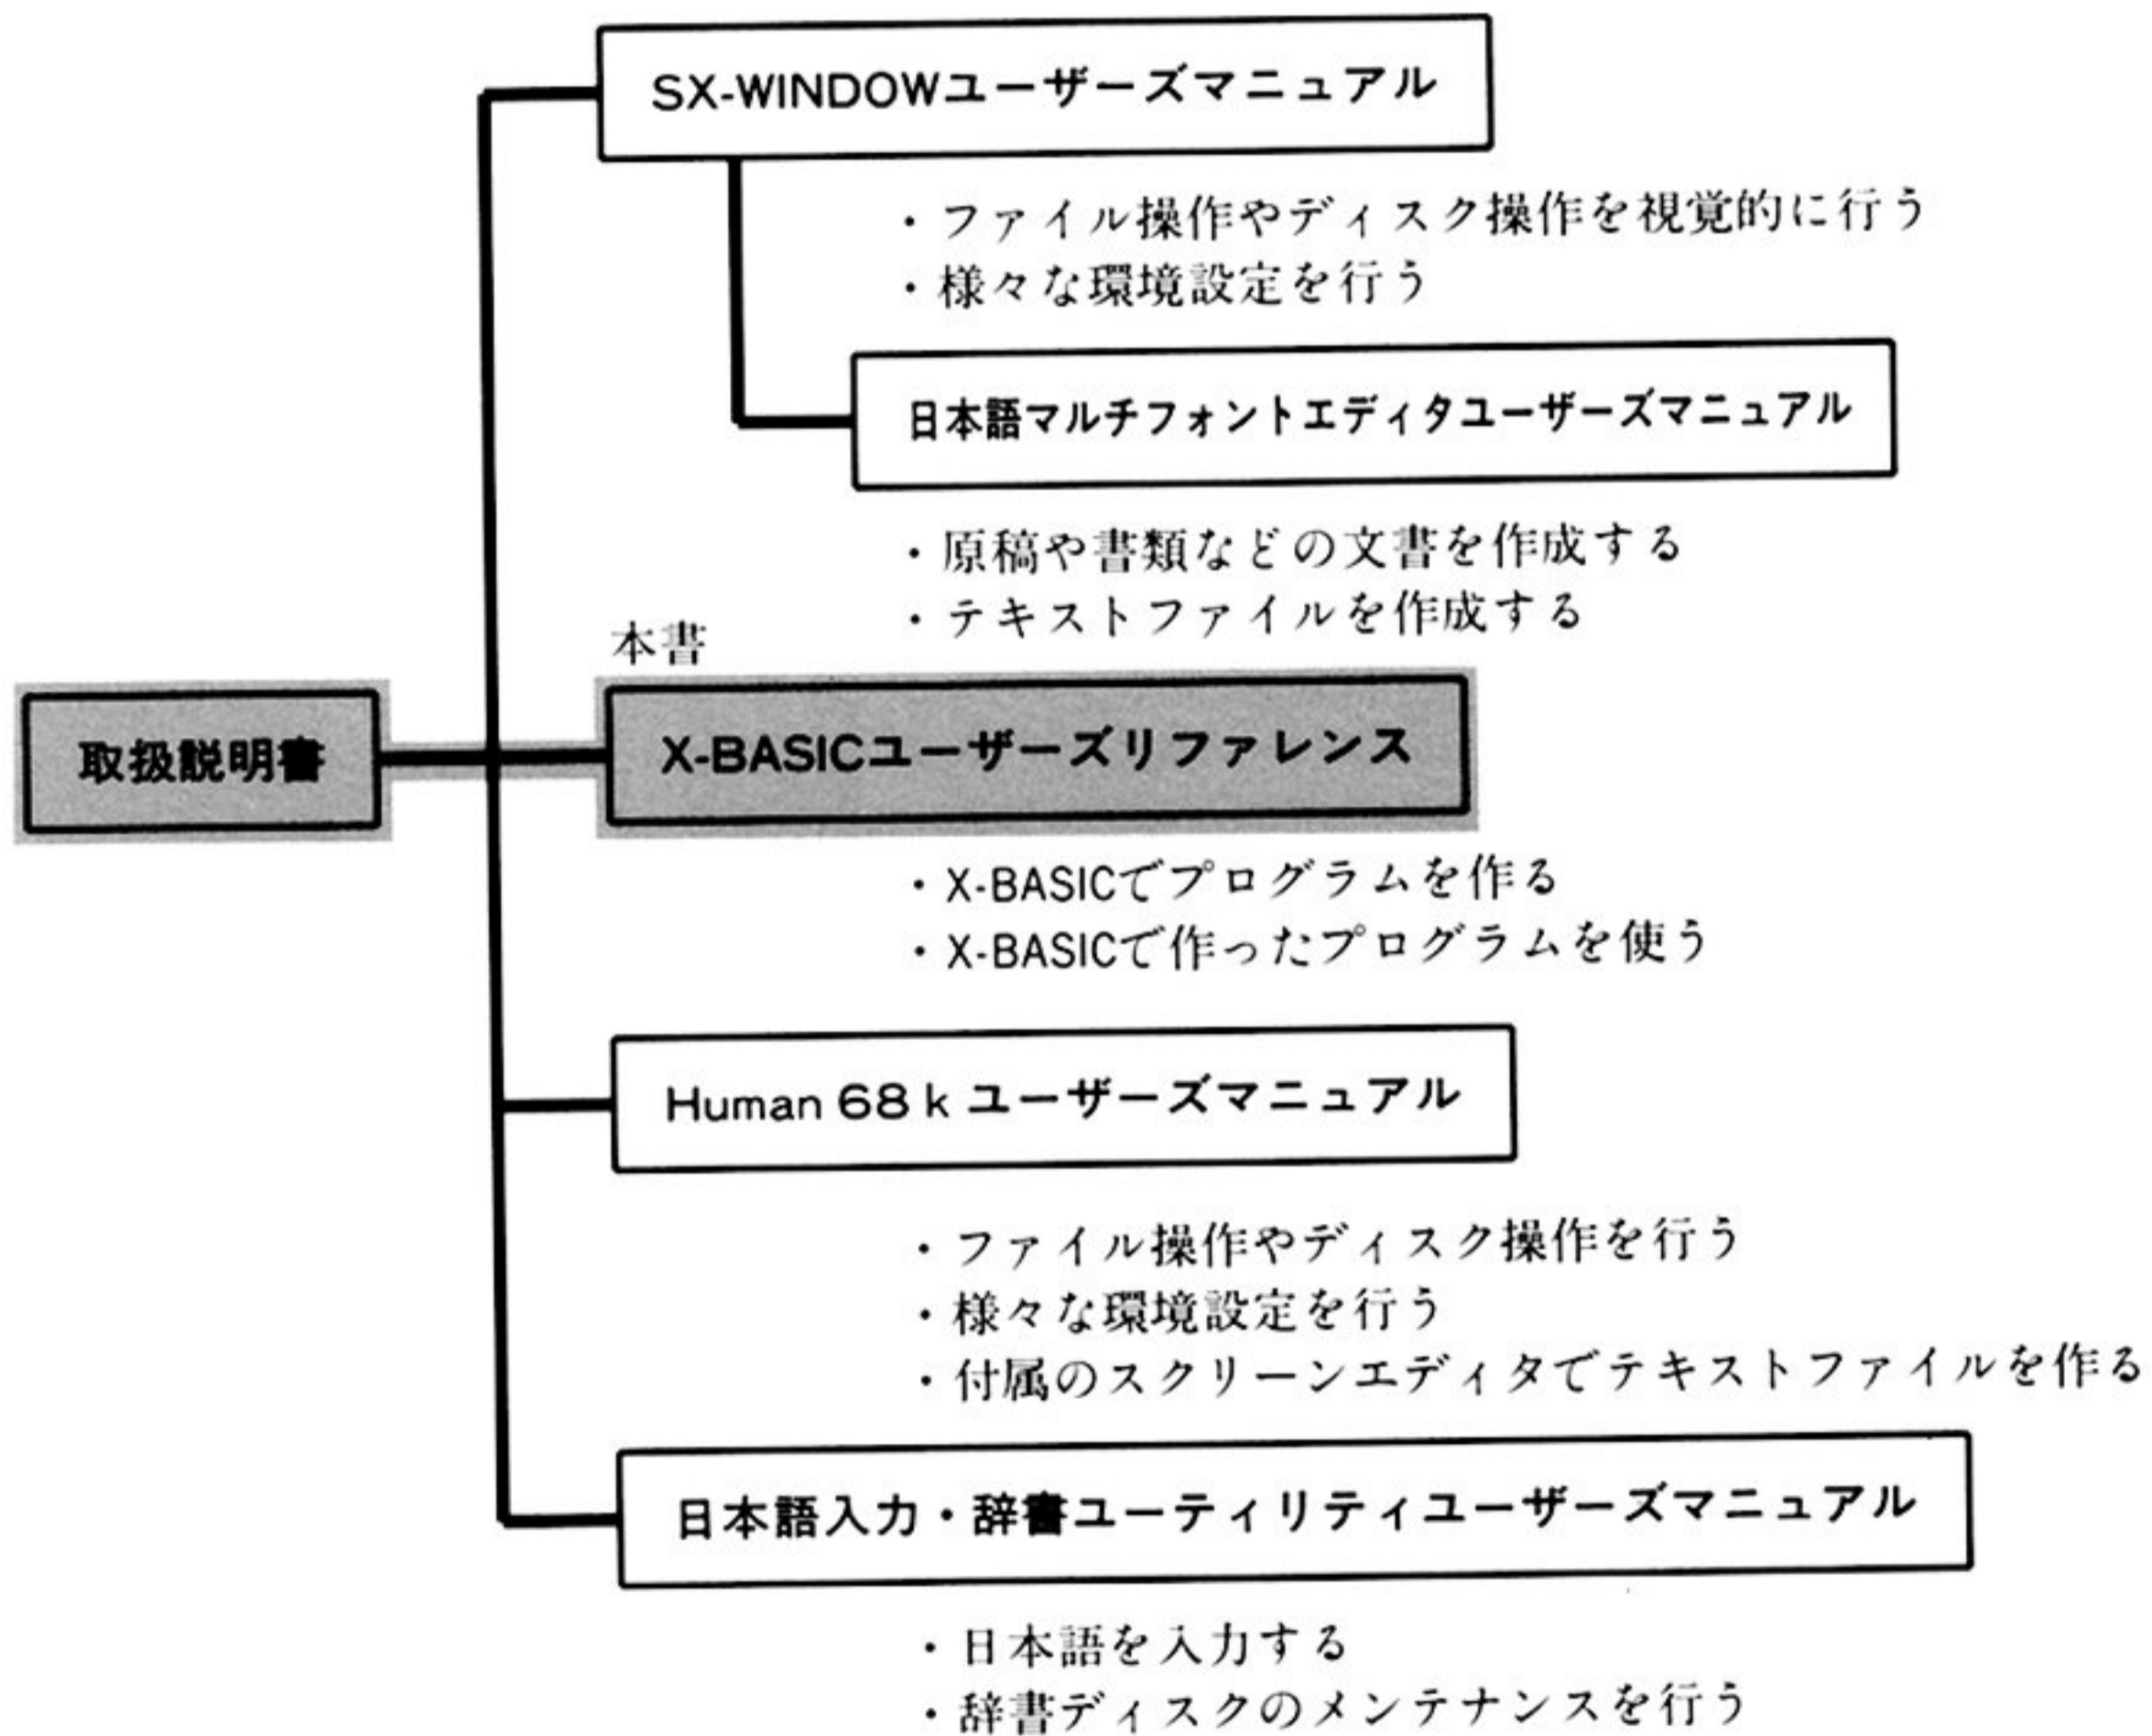 SX-WINDOWユーザーズマニュアル
・ファイル操作やディスク操作を視覚的に行う
・様々な環境設定を行う
日本語マルチフォントエディタユーザーズマニュアル
・原稿や書類などの文書を作成する
・テキストファイルを作成する
本書
取扱説明書
X-BASICユーザーズリファレンス
・X-BASICでプログラムを作る
・X-BASICで作ったプログラムを使う
Human 68 k ユーザーズマニュアル
・ファイル操作やディスク操作を行う
・様々な環境設定を行う
・付属のスクリーンエディタでテキストファイルを作る
日本語入力・辞書ユーティリティユーザーズマニュアル
・日本語を入力する
・辞書ディスクのメンテナンスを行う